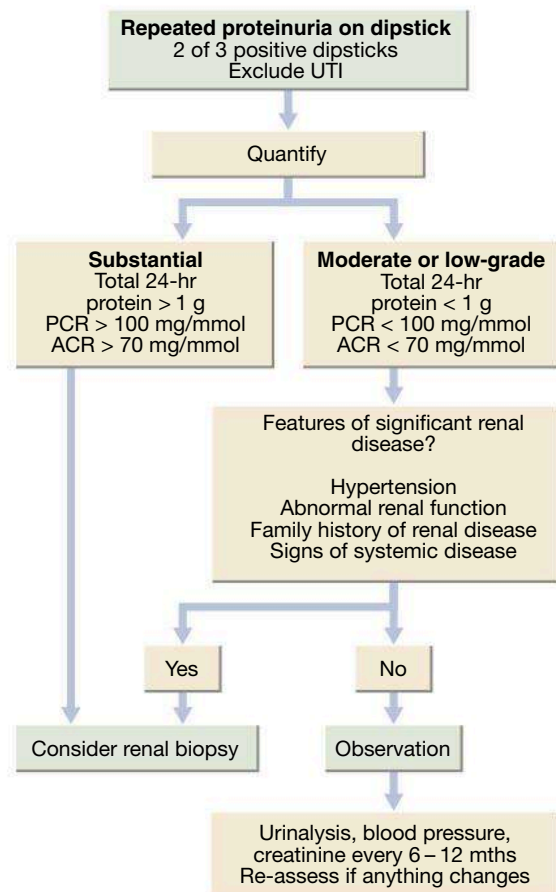 Repeated proteinuria on dipstick
2 of 3 positive dipsticks
Exclude UTI
Quantify
Substantial
Total 24-hr
protein > 1 g
PCR > 100 mg/mmol
ACR > 70 mg/mmol
Moderate or low-grade
Total 24-hr
protein < 1 g
PCR < 100 mg/mmol
ACR < 70 mg/mmol
Features of significant renal
disease?
Hypertension
Abnormal renal function
Family history of renal disease
Signs of systemic disease
Yes
No
Consider renal biopsy
Observation
Urinalysis, blood pressure,
creatinine every 6 – 12 mths
Re-assess if anything changes